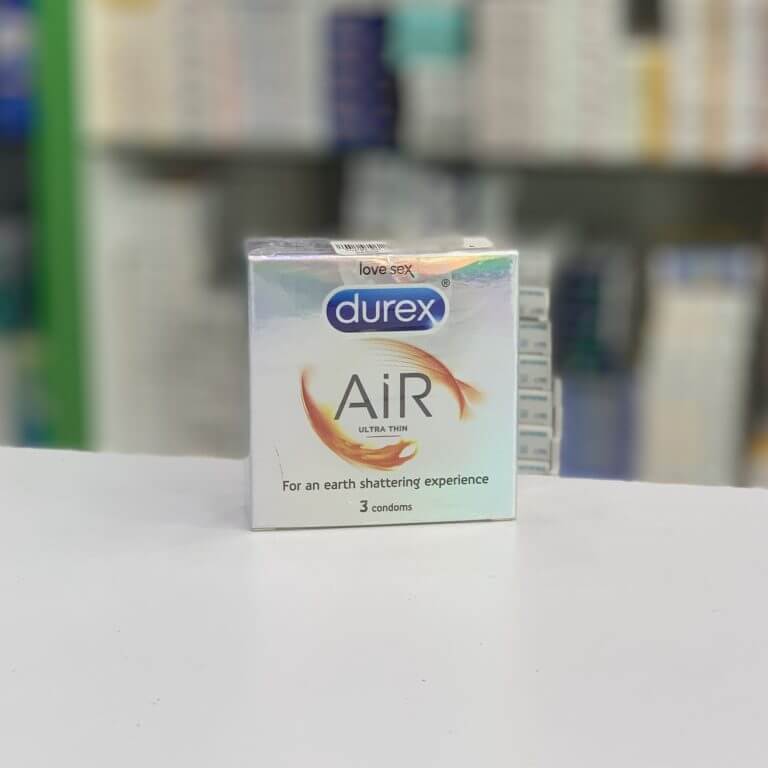 love sex
durex®
AiR
ULTRA THIN
For an earth shattering experience
3 condoms